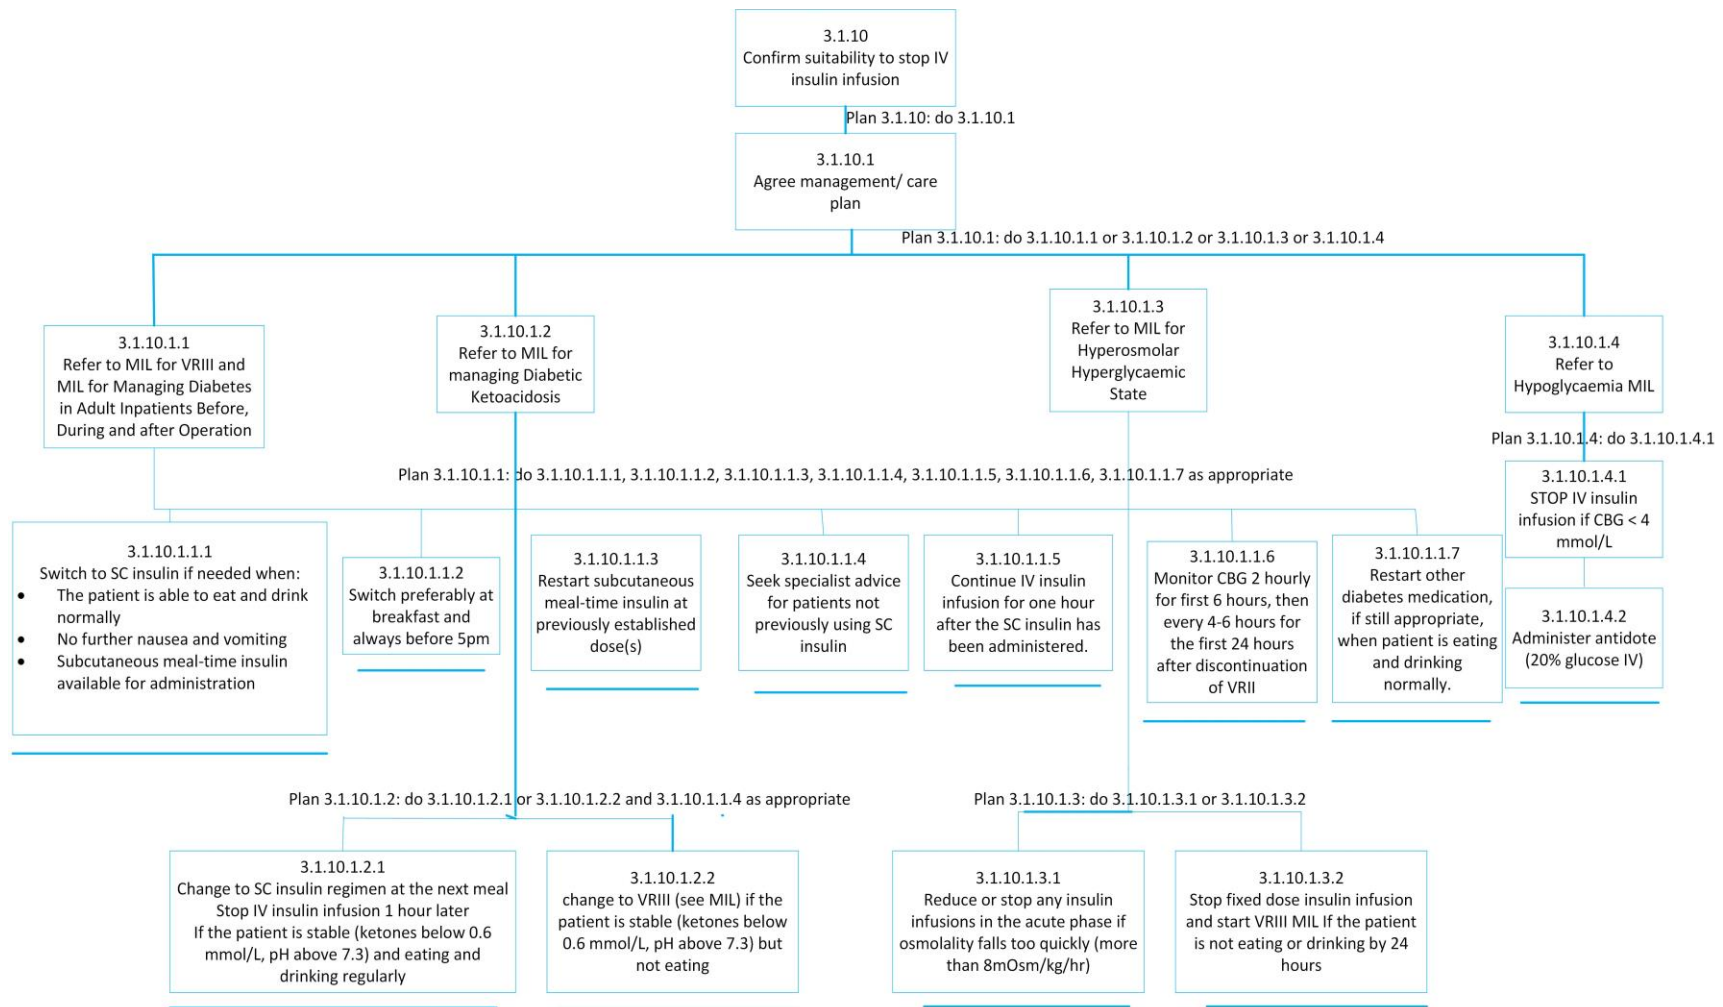 3.1.10
Confirm suitability to stop IV
insulin infusion
Plan 3.1.10: do 3.1.10.1
3.1.10.1
Agree management/ care
plan
Plan 3.1.10.1: do 3.1.10.1.1 or 3.1.10.1.2 or 3.1.10.1.3 or 3.1.10.1.4
3.1.10.1.1
Refer to MIL for VRIII and
MIL for Managing Diabetes
in Adult Inpatients Before,
During and after Operation
3.1.10.1.2
Refer to MIL for
managing Diabetic
Ketoacidosis
3.1.10.1.3
Refer to MIL for
Hyperosmolar
Hyperglycaemic
State
3.1.10.1.4
Refer to
Hypoglycaemia MIL
Plan 3.1.10.1.4: do 3.1.10.1.4.1
Plan 3.1.10.1.1: do 3.1.10.1.1.1, 3.1.10.1.1.2, 3.1.10.1.1.3, 3.1.10.1.1.4, 3.1.10.1.1.5, 3.1.10.1.1.6, 3.1.10.1.1.7 as appropriate
3.1.10.1.1.1
Switch to SC insulin if needed when:
• The patient is able to eat and drink
normally
• No further nausea and vomiting
• Subcutaneous meal-time insulin
available for administration
3.1.10.1.1.2
Switch preferably at
breakfast and
always before 5pm
3.1.10.1.1.3
Restart subcutaneous
meal-time insulin at
previously established
dose(s)
3.1.10.1.1.4
Seek specialist advice
for patients not
previously using SC
insulin
3.1.10.1.1.5
Continue IV insulin
infusion for one hour
after the SC insulin has
been administered.
3.1.10.1.1.6
Monitor CBG 2 hourly
for first 6 hours, then
every 4-6 hours for
the first 24 hours
after discontinuation
of VRII
3.1.10.1.1.7
Restart other
diabetes medication,
if still appropriate,
when patient is eating
and drinking
normally.
3.1.10.1.4.1
STOP IV insulin
infusion if CBG < 4
mmol/L
3.1.10.1.4.2
Administer antidote
(20% glucose IV)
Plan 3.1.10.1.2: do 3.1.10.1.2.1 or 3.1.10.1.2.2 and 3.1.10.1.1.4 as appropriate
Plan 3.1.10.1.3: do 3.1.10.1.3.1 or 3.1.10.1.3.2
3.1.10.1.2.1
Change to SC insulin regimen at the next meal
Stop IV insulin infusion 1 hour later
If the patient is stable (ketones below 0.6
mmol/L, pH above 7.3) and eating and
drinking regularly
3.1.10.1.2.2
change to VRIII (see MIL) if the
patient is stable (ketones below
0.6 mmol/L, pH above 7.3) but
not eating
3.1.10.1.3.1
Reduce or stop any insulin
infusions in the acute phase if
osmolality falls too quickly (more
than 8mOsm/kg/hr)
3.1.10.1.3.2
Stop fixed dose insulin infusion
and start VRIII MIL If the patient
is not eating or drinking by 24
hours